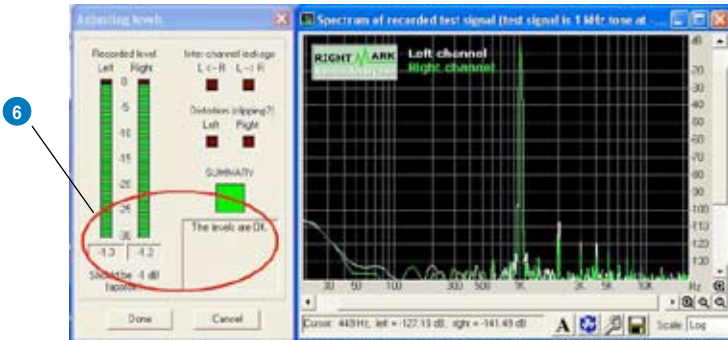 Adjusting levels
Recorded level
Left Right
Inter-channel leakage
L <- R L -> R
Distortion (clipping?)
Left Right
SUMMARY
0
-5
-10
-15
-20
-25
-30
-1.3 -1.2
The levels are OK.
Should be -1 dB
Done Cancel
6
Spectrum of recorded test signal (test signal is 1 kHz tone at
RIGHT MARK
Left channel
Right channel
dB
-20
-30
-40
-50
-60
-70
-80
-90
-100
-110
-120
-130
30 50 100 300 500 1K 2K 5K 10K Hz
Cursor: 449 Hz, left = -127.13 dB, right = -141.49 dB
A
Scale: Log